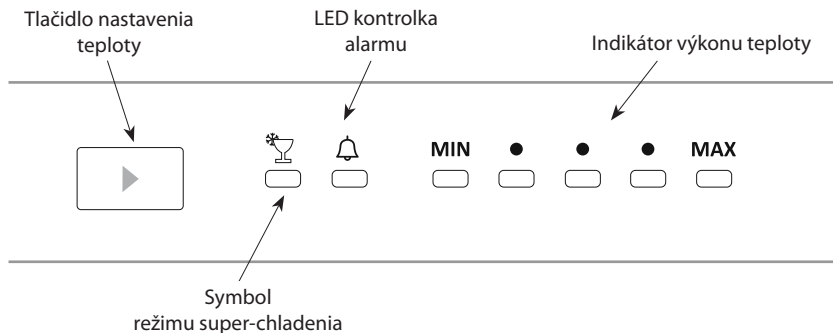 Tlačidlo nastavenia
teploty
LED kontrolka
alarmu
Indikátor výkonu teploty
MIN
MAX
Symbol
režimu super-chladenia